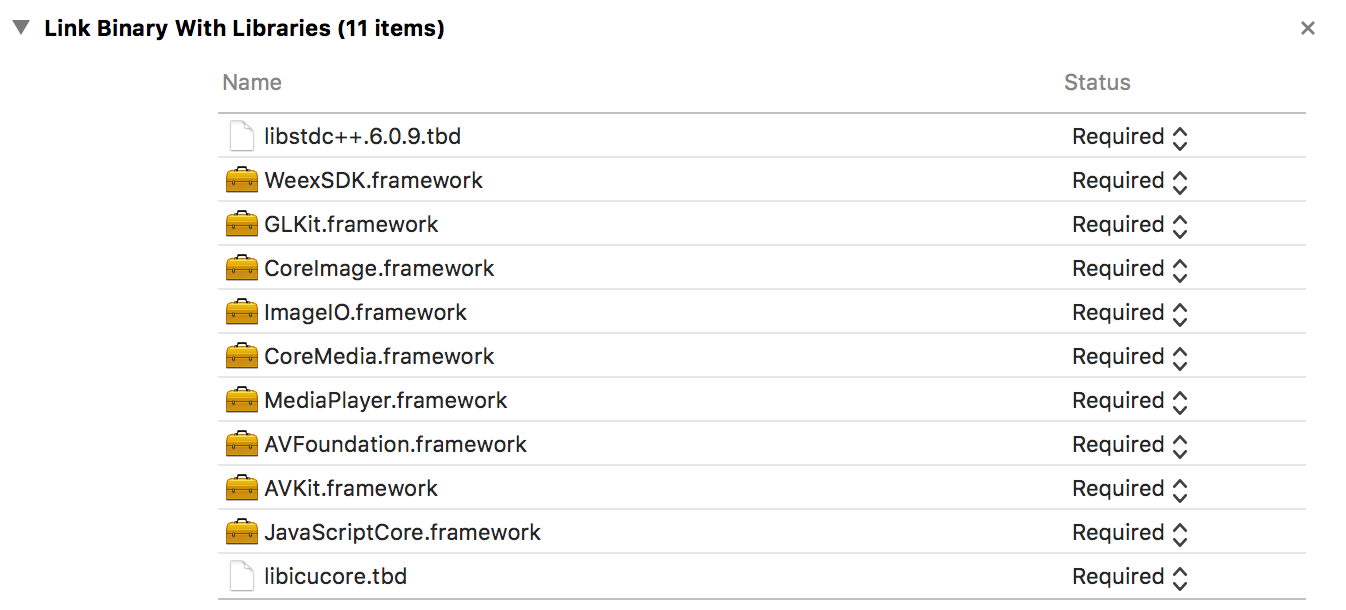 Link Binary With Libraries (11 items)
Name Status
libstdc++.6.0.9.tbd Required
WeexSDK.framework Required
GLKit.framework Required
CoreImage.framework Required
ImageIO.framework Required
CoreMedia.framework Required
MediaPlayer.framework Required
AVFoundation.framework Required
AVKit.framework Required
JavaScriptCore.framework Required
libicucore.tbd Required